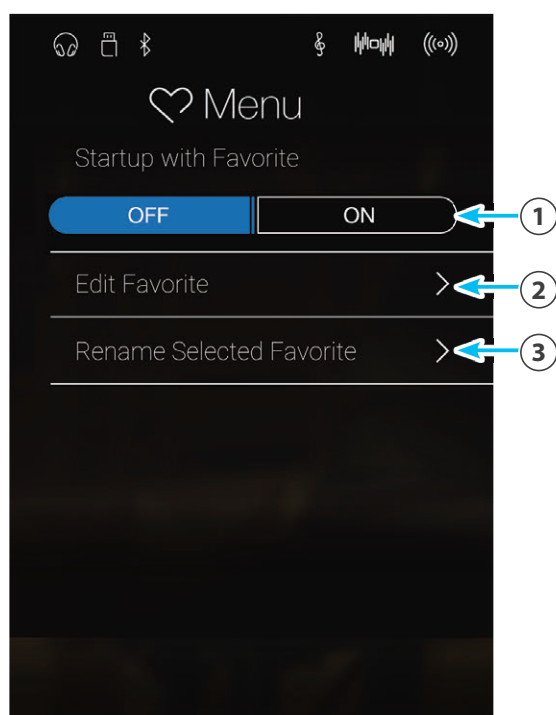 Menu
Startup with Favorite
OFF ON 1
Edit Favorite 2
Rename Selected Favorite 3